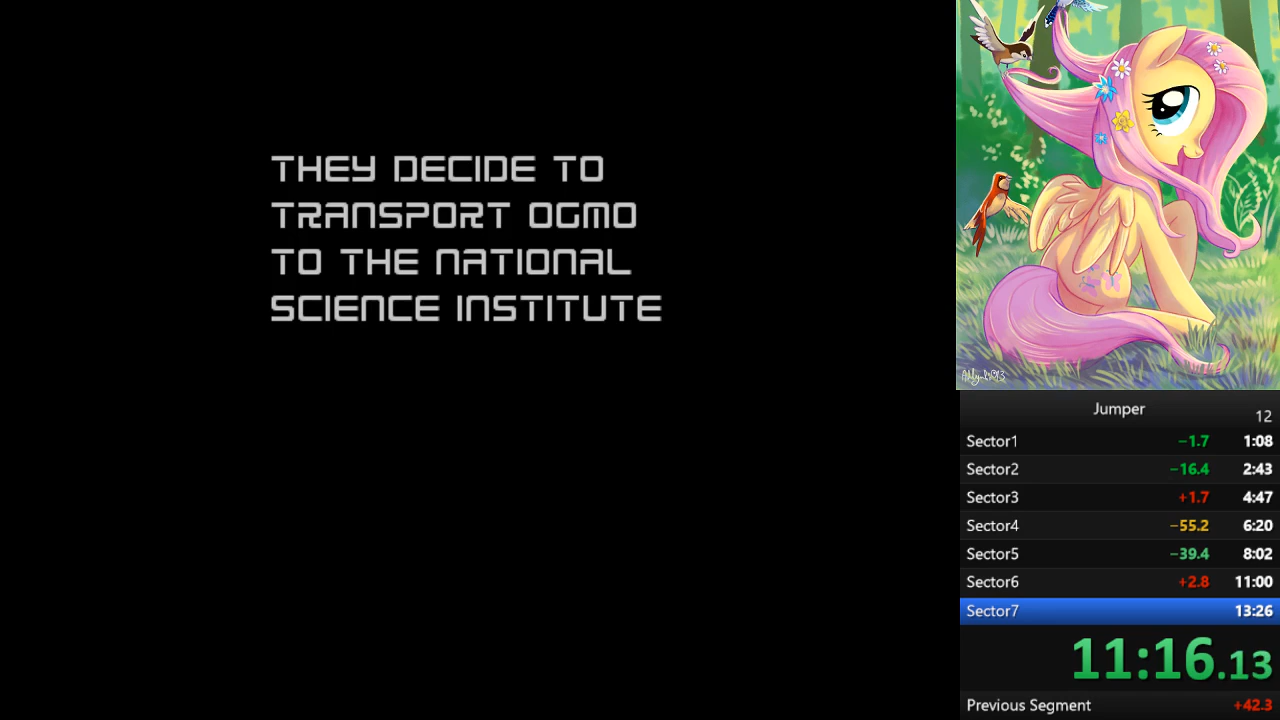 THEY DECIDE TO
TRANSPORT OGMO
TO THE NATIONAL
SCIENCE INSTITUTE
Jumper
12
Sector1 −1.7 1:08
Sector2 −16.4 2:43
Sector3 +1.7 4:47
Sector4 −55.2 6:20
Sector5 −39.4 8:02
Sector6 +2.8 11:00
Sector7 13:26
11:16.13
Previous Segment +42.3